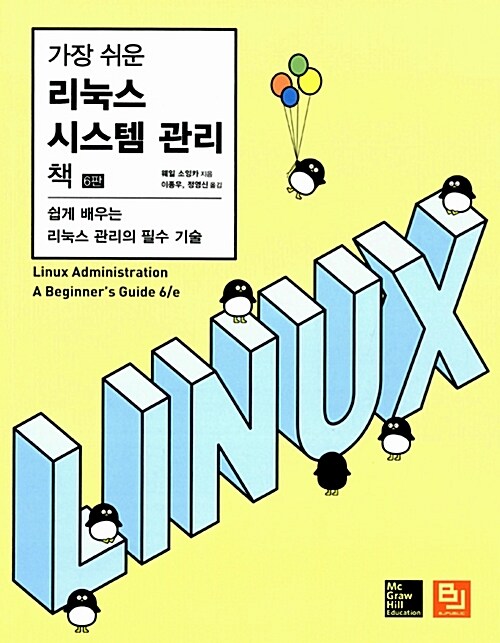 가장 쉬운
리눅스
시스템 관리
책 6판
웨일 소잉카 지음
이동우, 정영신 옮김
쉽게 배우는
리눅스 관리의 필수 기술
Linux Administration
A Beginner's Guide 6/e
LINUX
Mc
Graw
Hill
Education
BJ